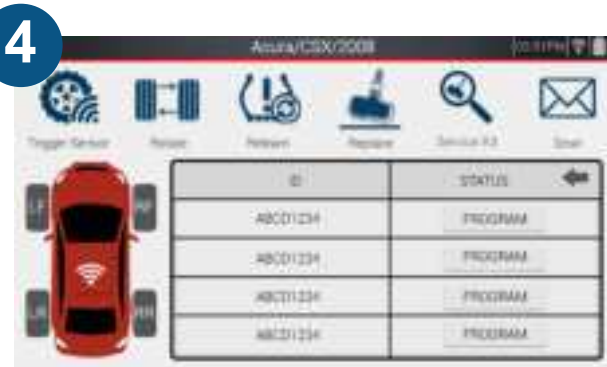 4
Acura/CSX/2008
Trigger Sensor Rotate Relearn Replace Service Kit Email
ID STATUS
LF RF
ABCD1234 PROGRAM
ABCD1234 PROGRAM
ABCD1234 PROGRAM
LR RR
ABCD1234 PROGRAM